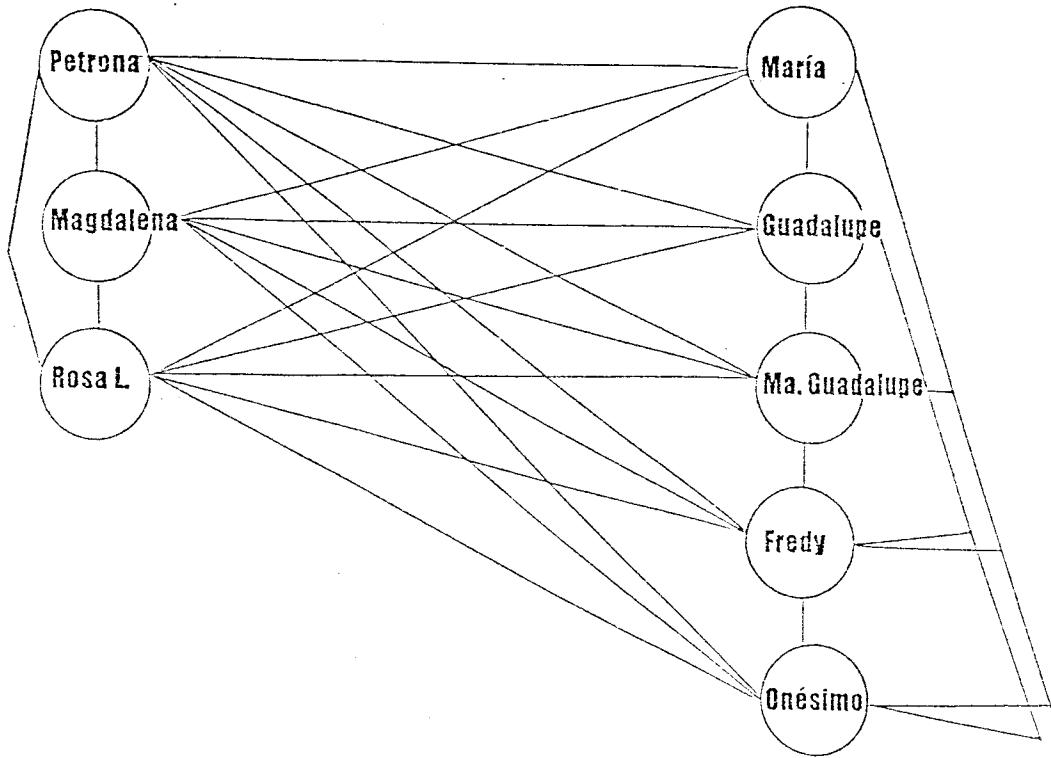 Petrona
Magdalena
Rosa L.
María
Guadalupe
Ma. Guadalupe
Fredy
Onésimo